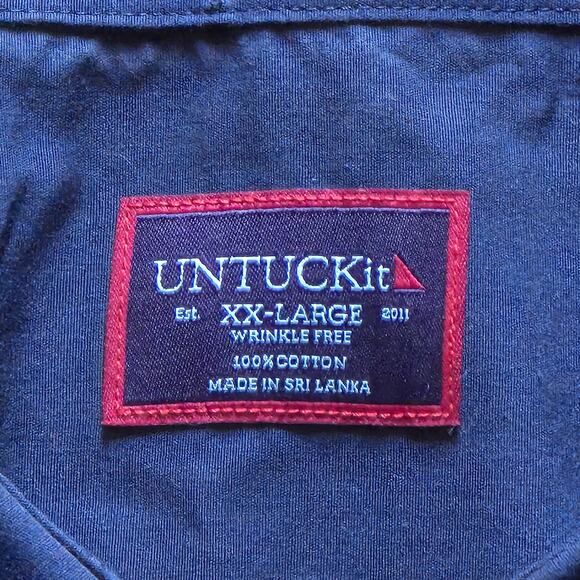 UNTUCKit
Est. XX-LARGE 2011
WRINKLE FREE
100% COTTON
MADE IN SRI LANKA